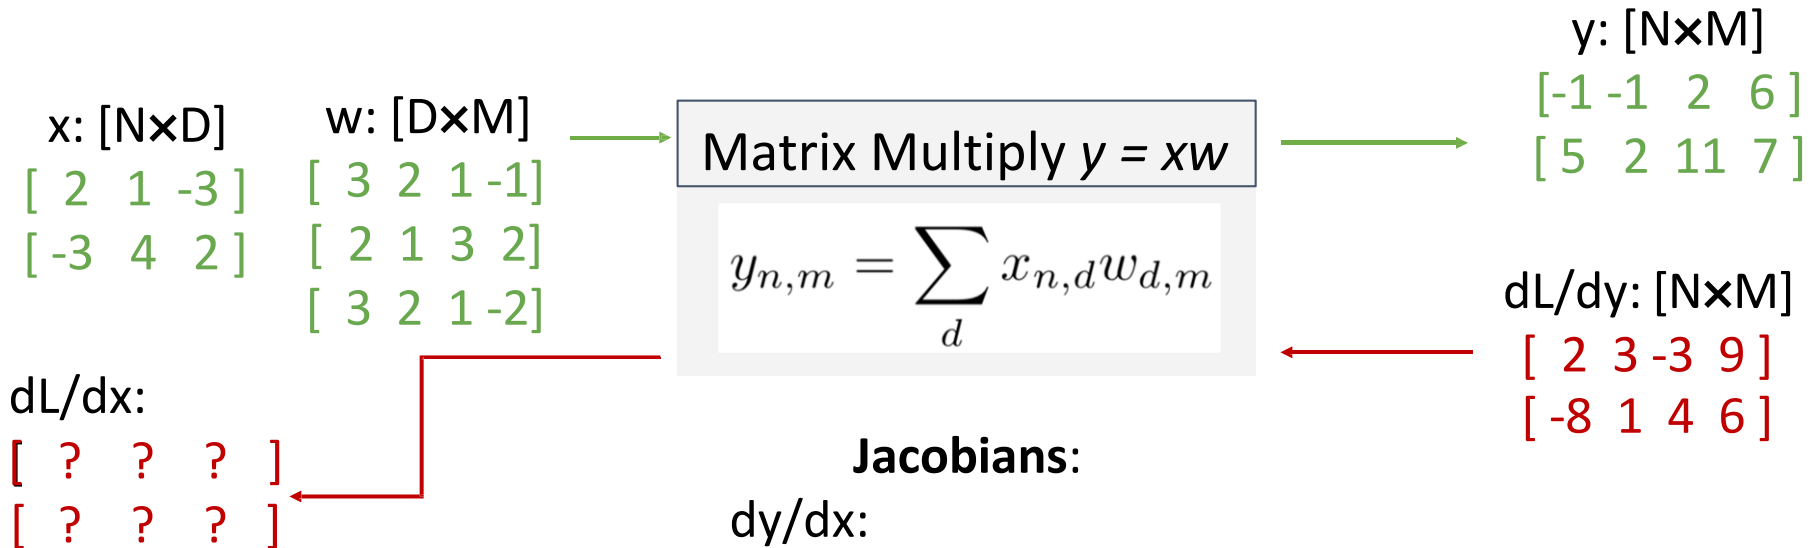 x: [N×D]
[ 2 1 -3 ]
[ -3 4 2 ]
w: [D×M]
[ 3 2 1 -1]
[ 2 1 3 2]
[ 3 2 1 -2]
Matrix Multiply y = xw
y_{n,m} = \sum_{d} x_{n,d} w_{d,m}
y: [N×M]
[-1 -1 2 6 ]
[ 5 2 11 7 ]
dL/dy: [N×M]
[ 2 3 -3 9 ]
[ -8 1 4 6 ]
dL/dx:
[ ? ? ? ]
[ ? ? ? ]
Jacobians:
dy/dx: